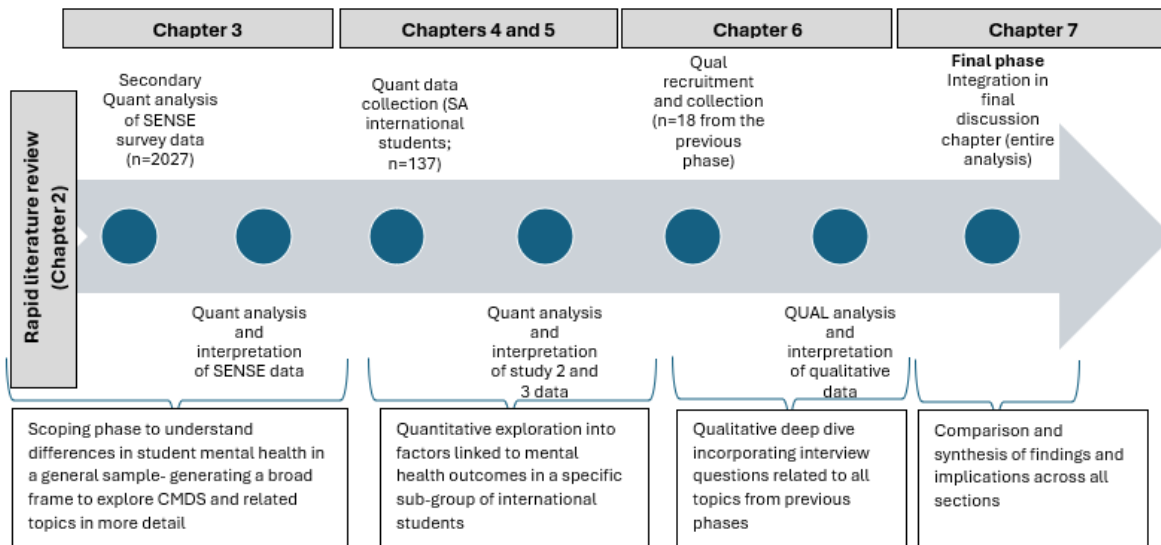 Chapter 3
Chapters 4 and 5
Chapter 6
Chapter 7
Rapid literature review
(Chapter 2)
Secondary
Quant analysis
of SENSE
survey data
(n=2027)
Quant data
collection (SA
international
students;
n=137)
Qual
recruitment
and collection
(n=18 from the
previous
phase)
Final phase
Integration in
final
discussion
chapter (entire
analysis)
Quant analysis
and
interpretation
of SENSE data
Quant analysis
and
interpretation
of study 2 and
3 data
QUAL analysis
and
interpretation
of qualitative
data
Scoping phase to understand
differences in student mental health in
a general sample- generating a broad
frame to explore CMDS and related
topics in more detail
Quantitative exploration into
factors linked to mental
health outcomes in a specific
sub-group of international
students
Qualitative deep dive
incorporating interview
questions related to all
topics from previous
phases
Comparison and
synthesis of findings and
implications across all
sections